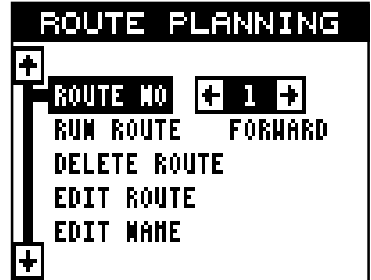 ROUTE PLANNING
ROUTE NO 1
RUN ROUTE FORWARD
DELETE ROUTE
EDIT ROUTE
EDIT NAME